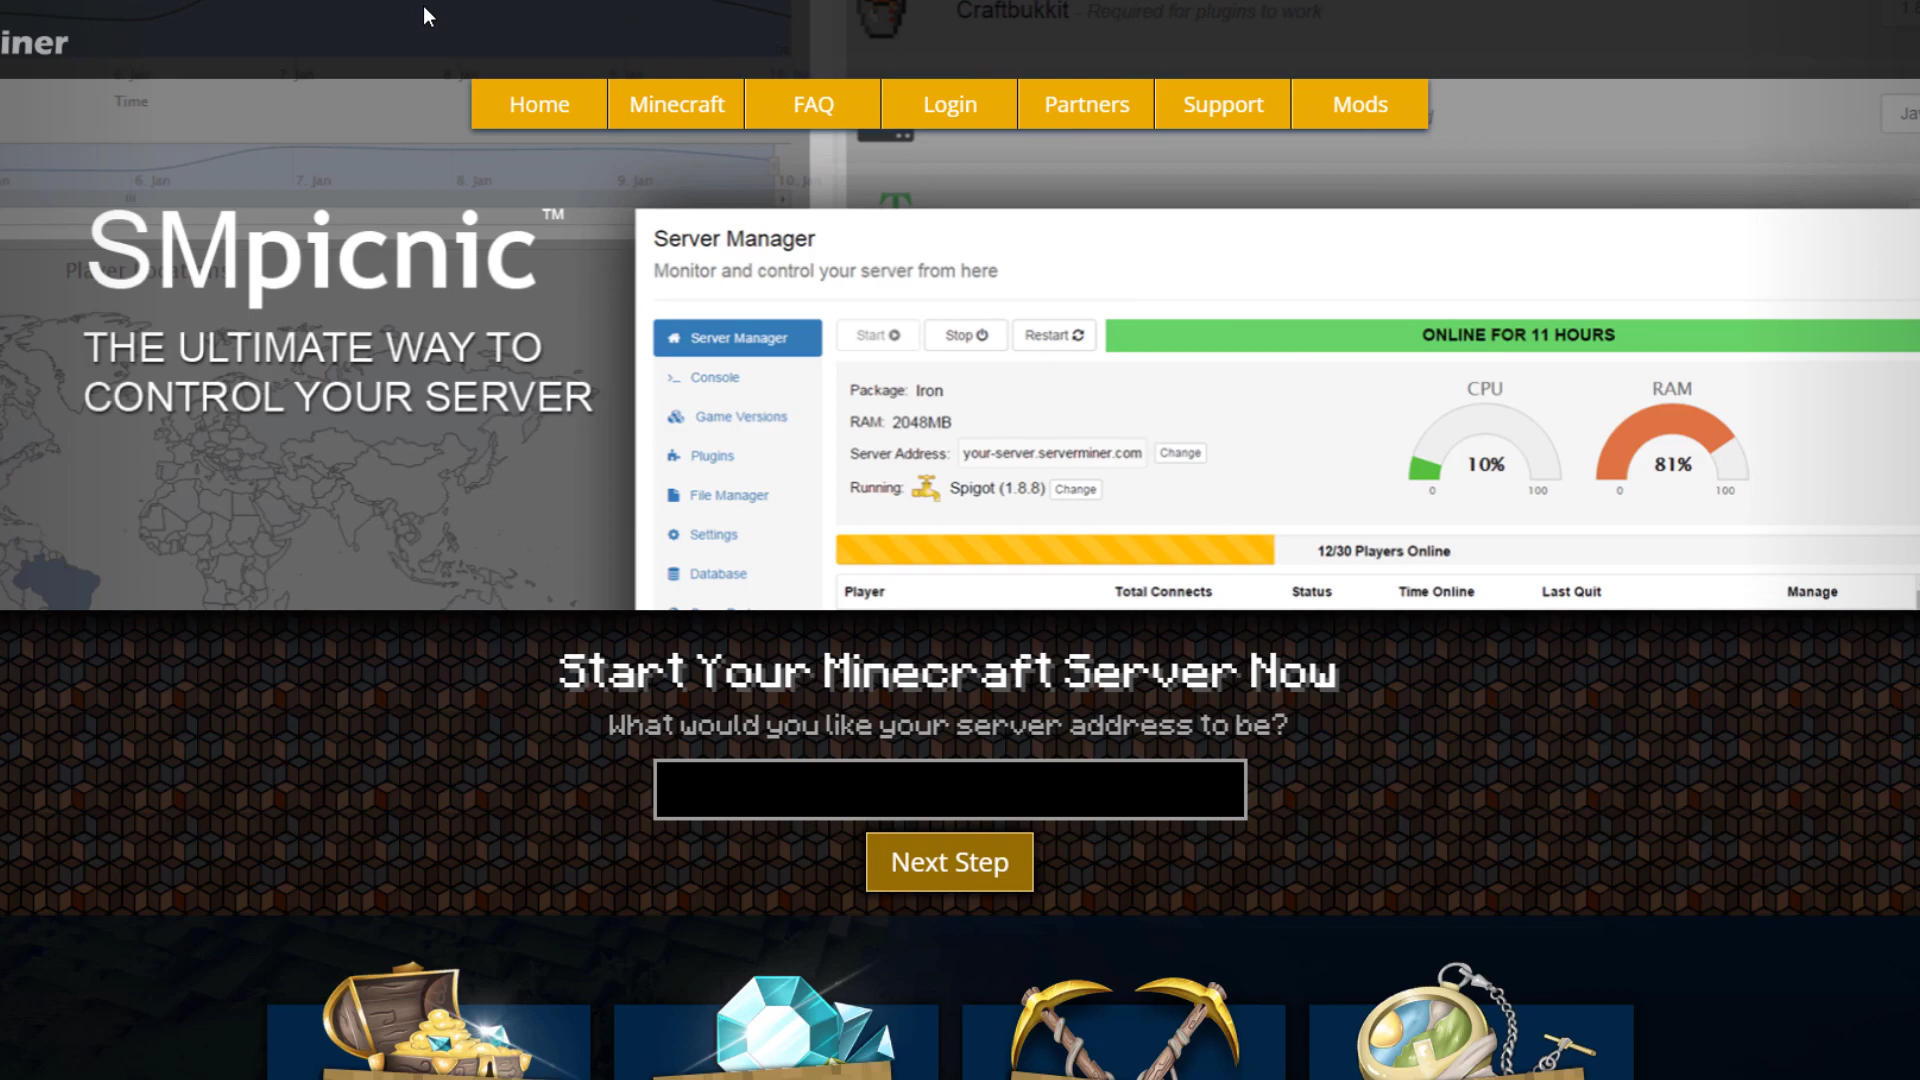 Craftbukkit - Required for plugins to work
iner
Home
Minecraft
FAQ
Login
Partners
Support
Mods
Time
6. Jan
7. Jan
8. Jan
9. Jan
10. Jan
SMpicnic ™
THE ULTIMATE WAY TO
CONTROL YOUR SERVER
Server Manager
Monitor and control your server from here
Server Manager
Console
Game Versions
Plugins
File Manager
Settings
Database
Start
Stop
Restart
ONLINE FOR 11 HOURS
Package: Iron
RAM: 2048MB
Server Address: your-server.serverminer.com Change
Running: Spigot (1.8.8) Change
CPU
10%
0 100
RAM
81%
0 100
12/30 Players Online
Player Total Connects Status Time Online Last Quit Manage
Start Your Minecraft Server Now
What would you like your server address to be?
Next Step